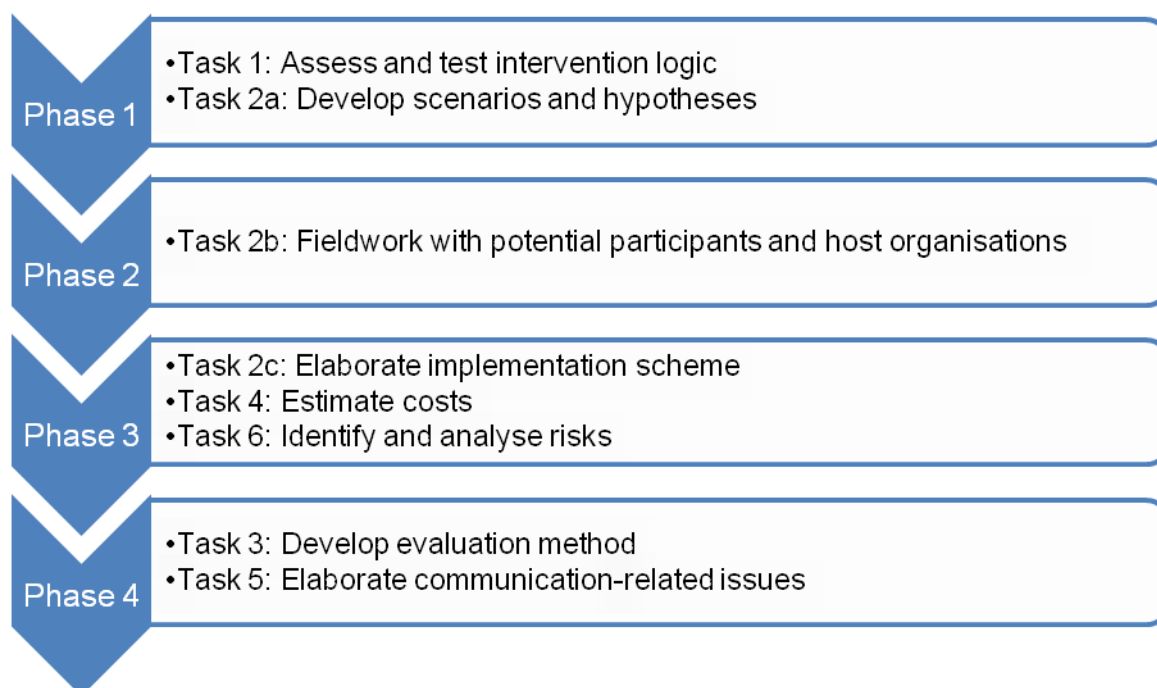 Phase 1
•Task 1: Assess and test intervention logic
•Task 2a: Develop scenarios and hypotheses
Phase 2
•Task 2b: Fieldwork with potential participants and host organisations
Phase 3
•Task 2c: Elaborate implementation scheme
•Task 4: Estimate costs
•Task 6: Identify and analyse risks
Phase 4
•Task 3: Develop evaluation method
•Task 5: Elaborate communication-related issues